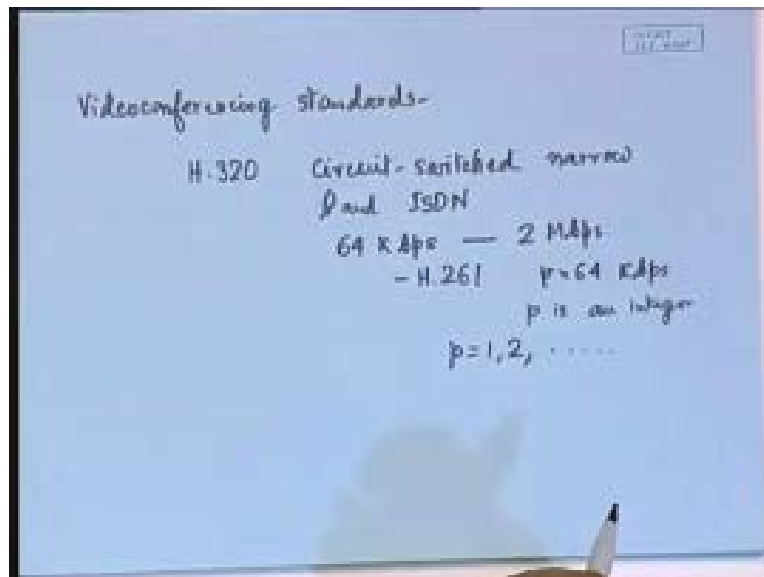 Videoconferencing standards-
H.320 Circuit-switched narrow
band ISDN
64 Kbps — 2 Mbps
- H.261 p×64 Kbps
p is an integer
p=1,2, .....